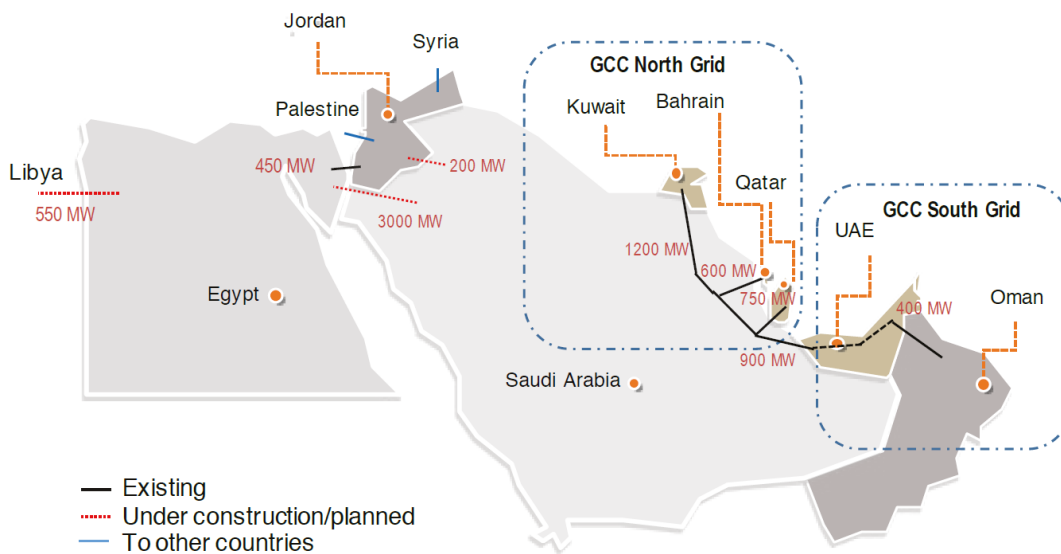 Jordan
Syria
GCC North Grid
Kuwait
Bahrain
Palestine
Libya
450 MW
200 MW
550 MW
3000 MW
Qatar
GCC South Grid
UAE
1200 MW
600 MW
750 MW
Egypt
400 MW
Oman
900 MW
Saudi Arabia
Existing
Under construction/planned
To other countries